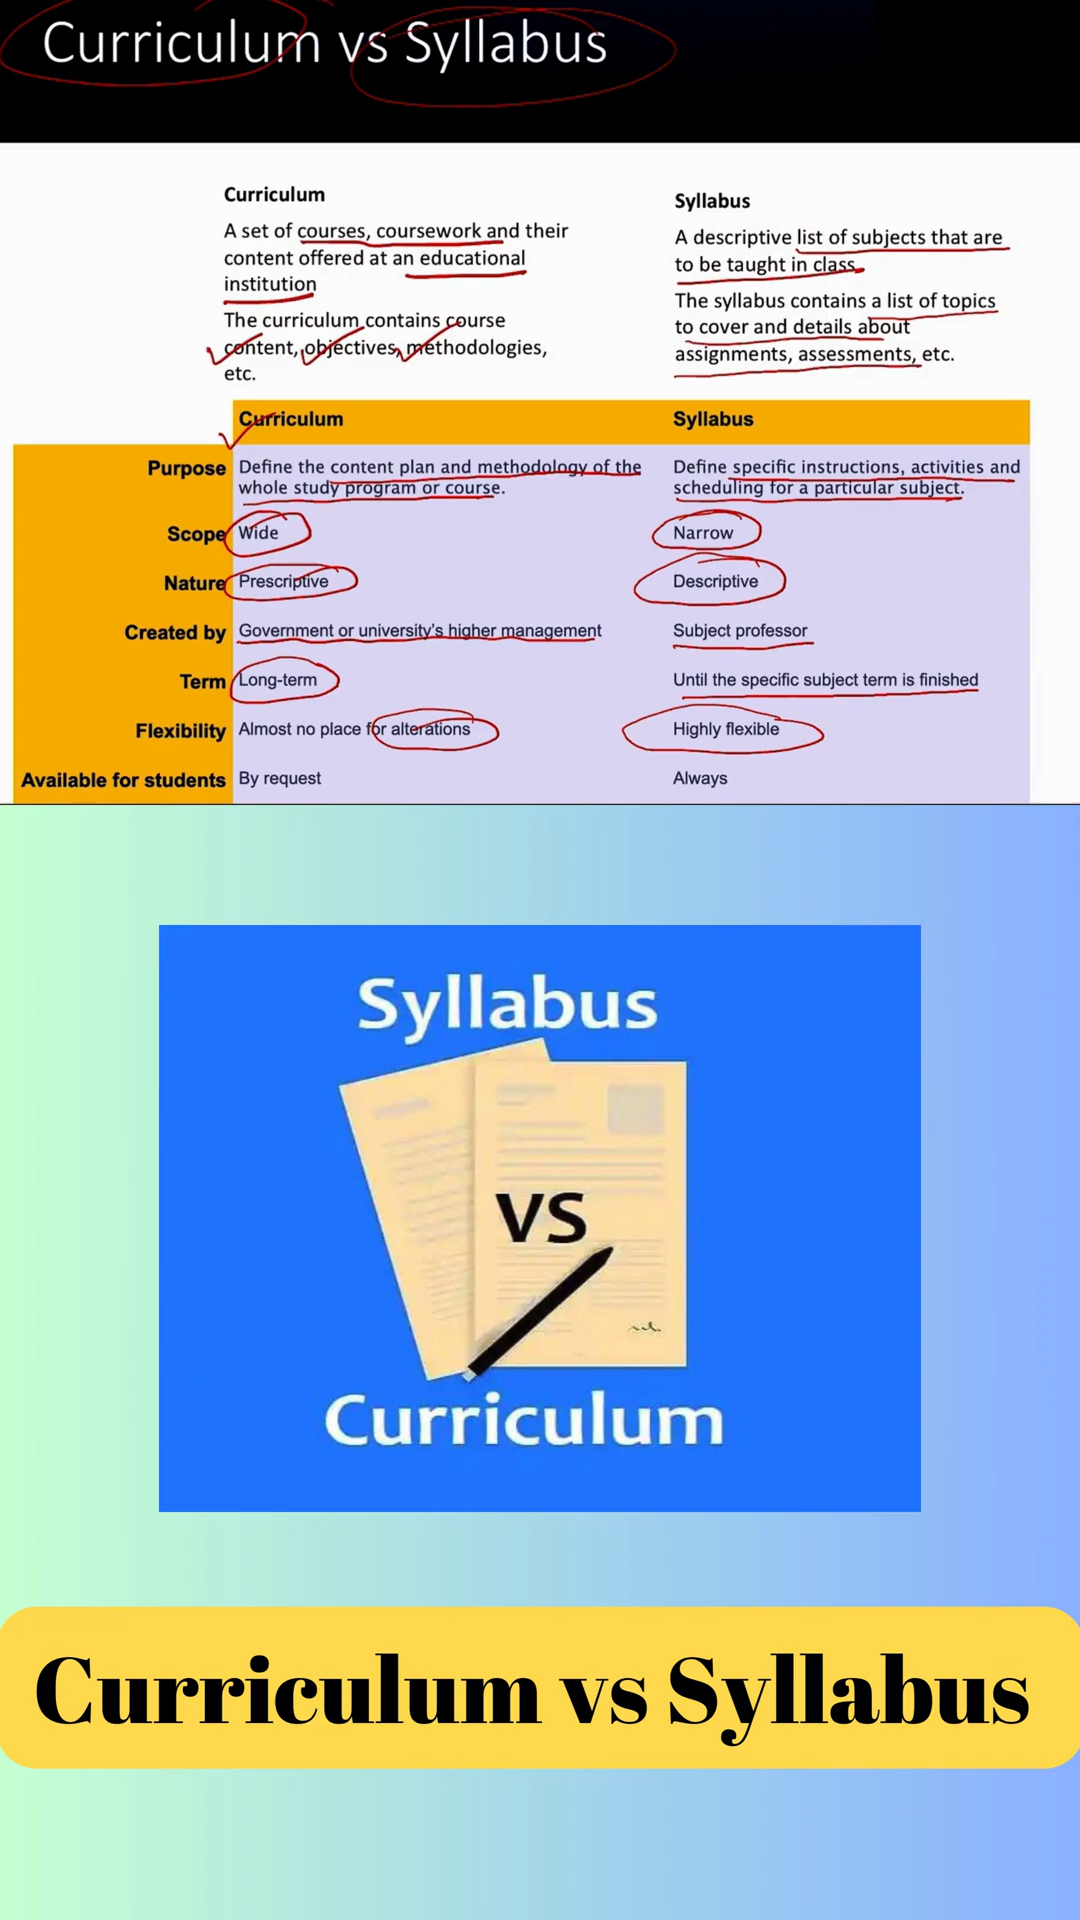 Curriculum vs Syllabus
Curriculum
A set of courses, coursework and their
content offered at an educational
institution
The curriculum contains course
content, objectives, methodologies,
etc.
Syllabus
A descriptive list of subjects that are
to be taught in class.
The syllabus contains a list of topics
to cover and details about
assignments, assessments, etc.
Curriculum Syllabus
Purpose Define the content plan and methodology of the Define specific instructions, activities and
whole study program or course. scheduling for a particular subject.
Scope Wide Narrow
Nature Prescriptive Descriptive
Created by Government or university's higher management Subject professor
Term Long-term Until the specific subject term is finished
Flexibility Almost no place for alterations Highly flexible
Available for students By request Always
Syllabus
VS
Curriculum
Curriculum vs Syllabus